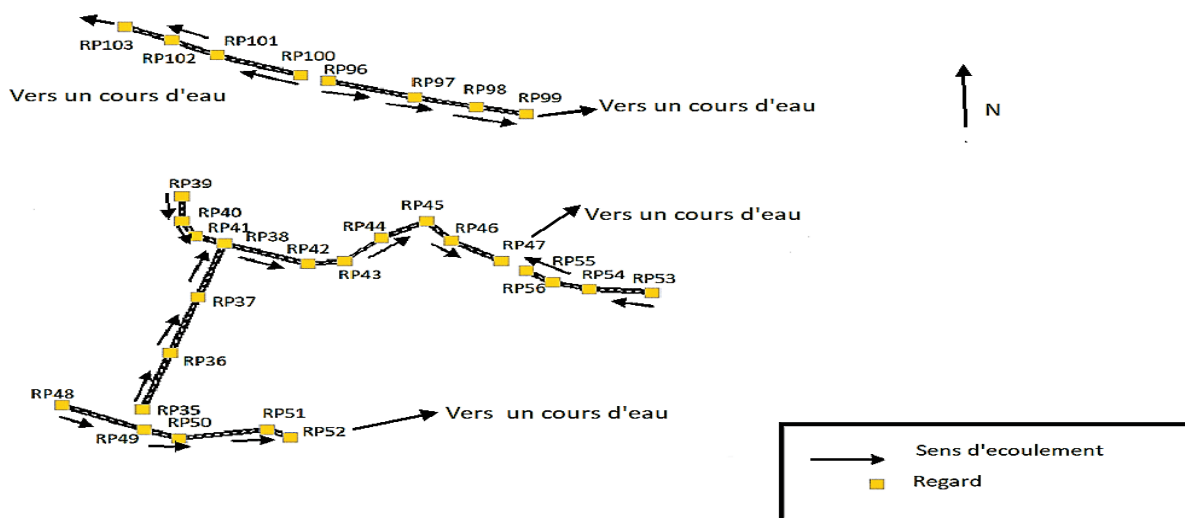 RP103
RP102
RP101
RP100
RP96
RP97
RP98
RP99
Vers un cours d'eau
Vers un cours d'eau
N
RP39
RP40
RP41
RP38
RP42
RP43
RP44
RP45
RP46
RP47
Vers un cours d'eau
RP55
RP56
RP54
RP53
RP37
RP36
RP48
RP35
RP49
RP50
RP51
RP52
Vers un cours d'eau
Sens d'ecoulement
Regard